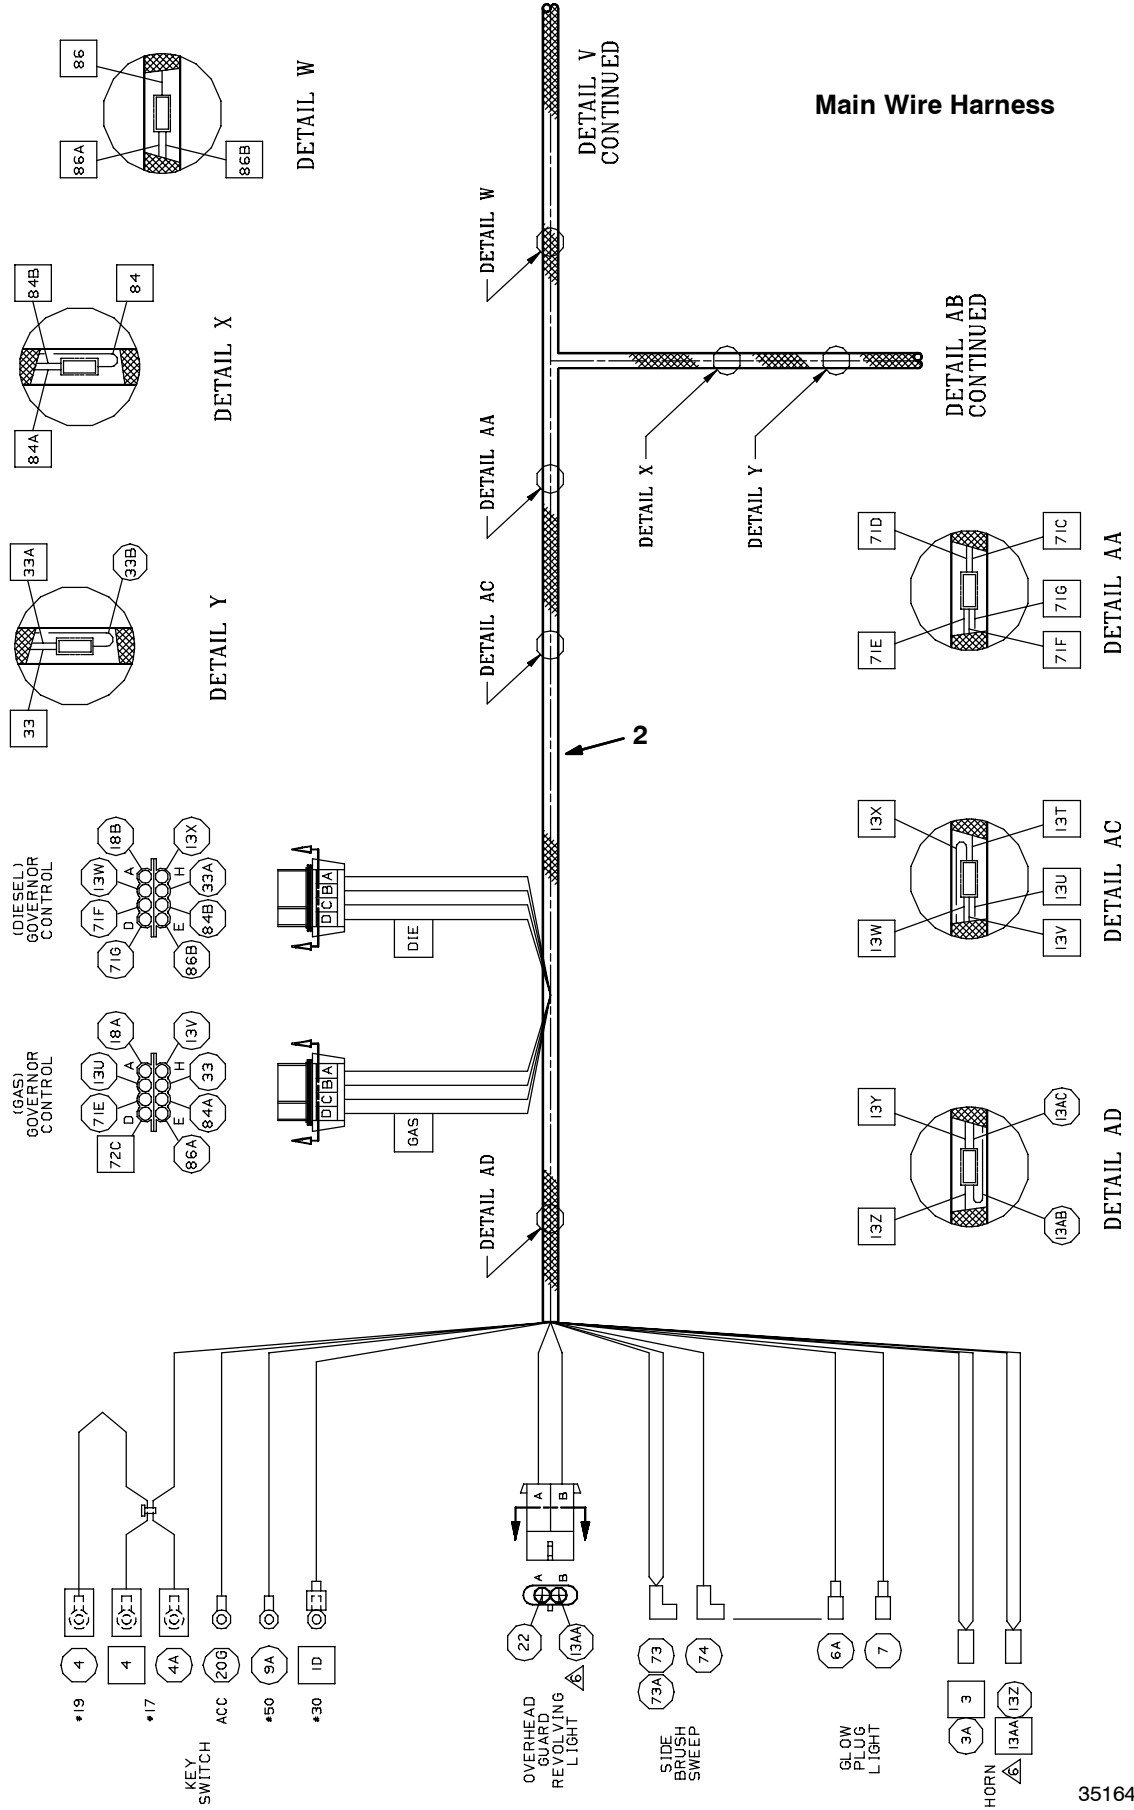 Main Wire Harness
86
86A
86B
DETAIL W
84B
84
84A
DETAIL X
33A
33B
33
DETAIL Y
DETAIL V
CONTINUED
DETAIL W
DETAIL AA
DETAIL AC
DETAIL X
DETAIL Y
DETAIL AB
CONTINUED
2
(DIESEL)
GOVERNOR
CONTROL
18B
13W
71F
71G
A
D
H
E
13X
33A
84B
86B
A
B
C
D
DIE
(GAS)
GOVERNOR
CONTROL
18A
13U
71E
72C
A
D
H
E
13V
33
84A
86A
A
B
C
D
GAS
DETAIL AD
71D
71C
71E
71G
71F
DETAIL AA
13X
13T
13W
13U
13V
DETAIL AC
13Y
13AC
13Z
13AB
DETAIL AD
KEY
SWITCH
#19
4
#17
4
4A
ACC
20G
#50
9A
#30
1D
OVERHEAD
GUARD
REVOLVING
LIGHT
6
22
13AA
A
B
A
B
SIDE
BRUSH
SWEEP
73
73A
74
GLOW
PLUG
LIGHT
6A
7
HORN
6
3
3A
13Z
13AA
35164